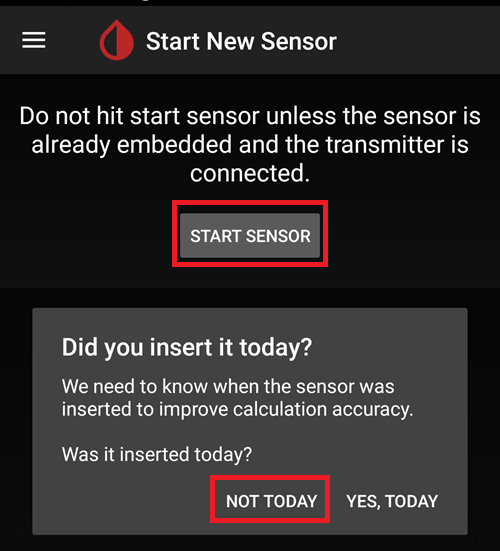 Start New Sensor
Do not hit start sensor unless the sensor is
already embedded and the transmitter is
connected.
START SENSOR
Did you insert it today?
We need to know when the sensor was
inserted to improve calculation accuracy.
Was it inserted today?
NOT TODAY YES, TODAY